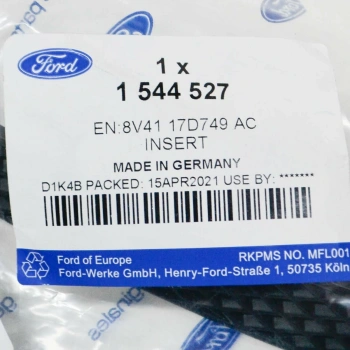 Ford
1 x
1 544 527
EN:8V41 17D749 AC
INSERT
MADE IN GERMANY
D1K4B PACKED: 15APR2021 USE BY: *******
Ford of Europe
RKPMS NO. MFL001
Ford-Werke GmbH, Henry-Ford-Straße 1, 50735 Köln
ginales